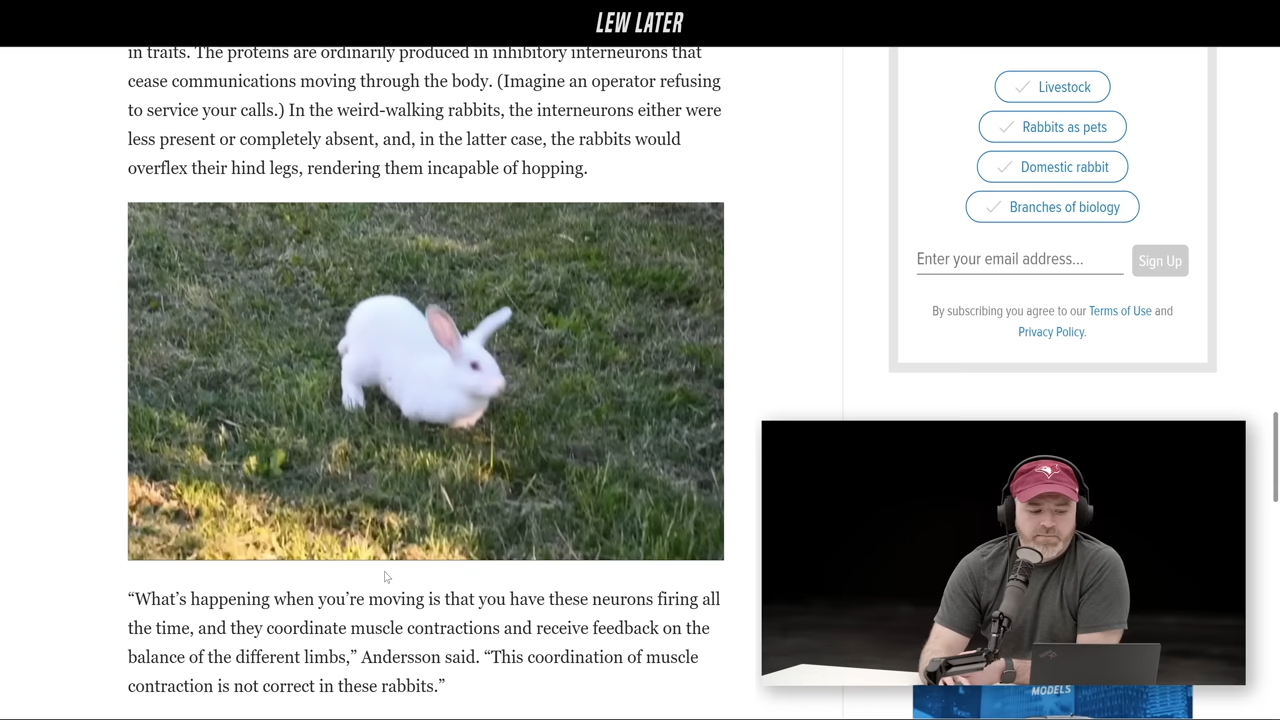 LEW LATER
in traits. The proteins are ordinarily produced in inhibitory interneurons that
cease communications moving through the body. (Imagine an operator refusing
to service your calls.) In the weird-walking rabbits, the interneurons either were
less present or completely absent, and, in the latter case, the rabbits would
overflex their hind legs, rendering them incapable of hopping.
“What’s happening when you’re moving is that you have these neurons firing all
the time, and they coordinate muscle contractions and receive feedback on the
balance of the different limbs,” Andersson said. “This coordination of muscle
contraction is not correct in these rabbits.”
Livestock
Rabbits as pets
Domestic rabbit
Branches of biology
Enter your email address...
Sign Up
By subscribing you agree to our Terms of Use and
Privacy Policy.
MODELS